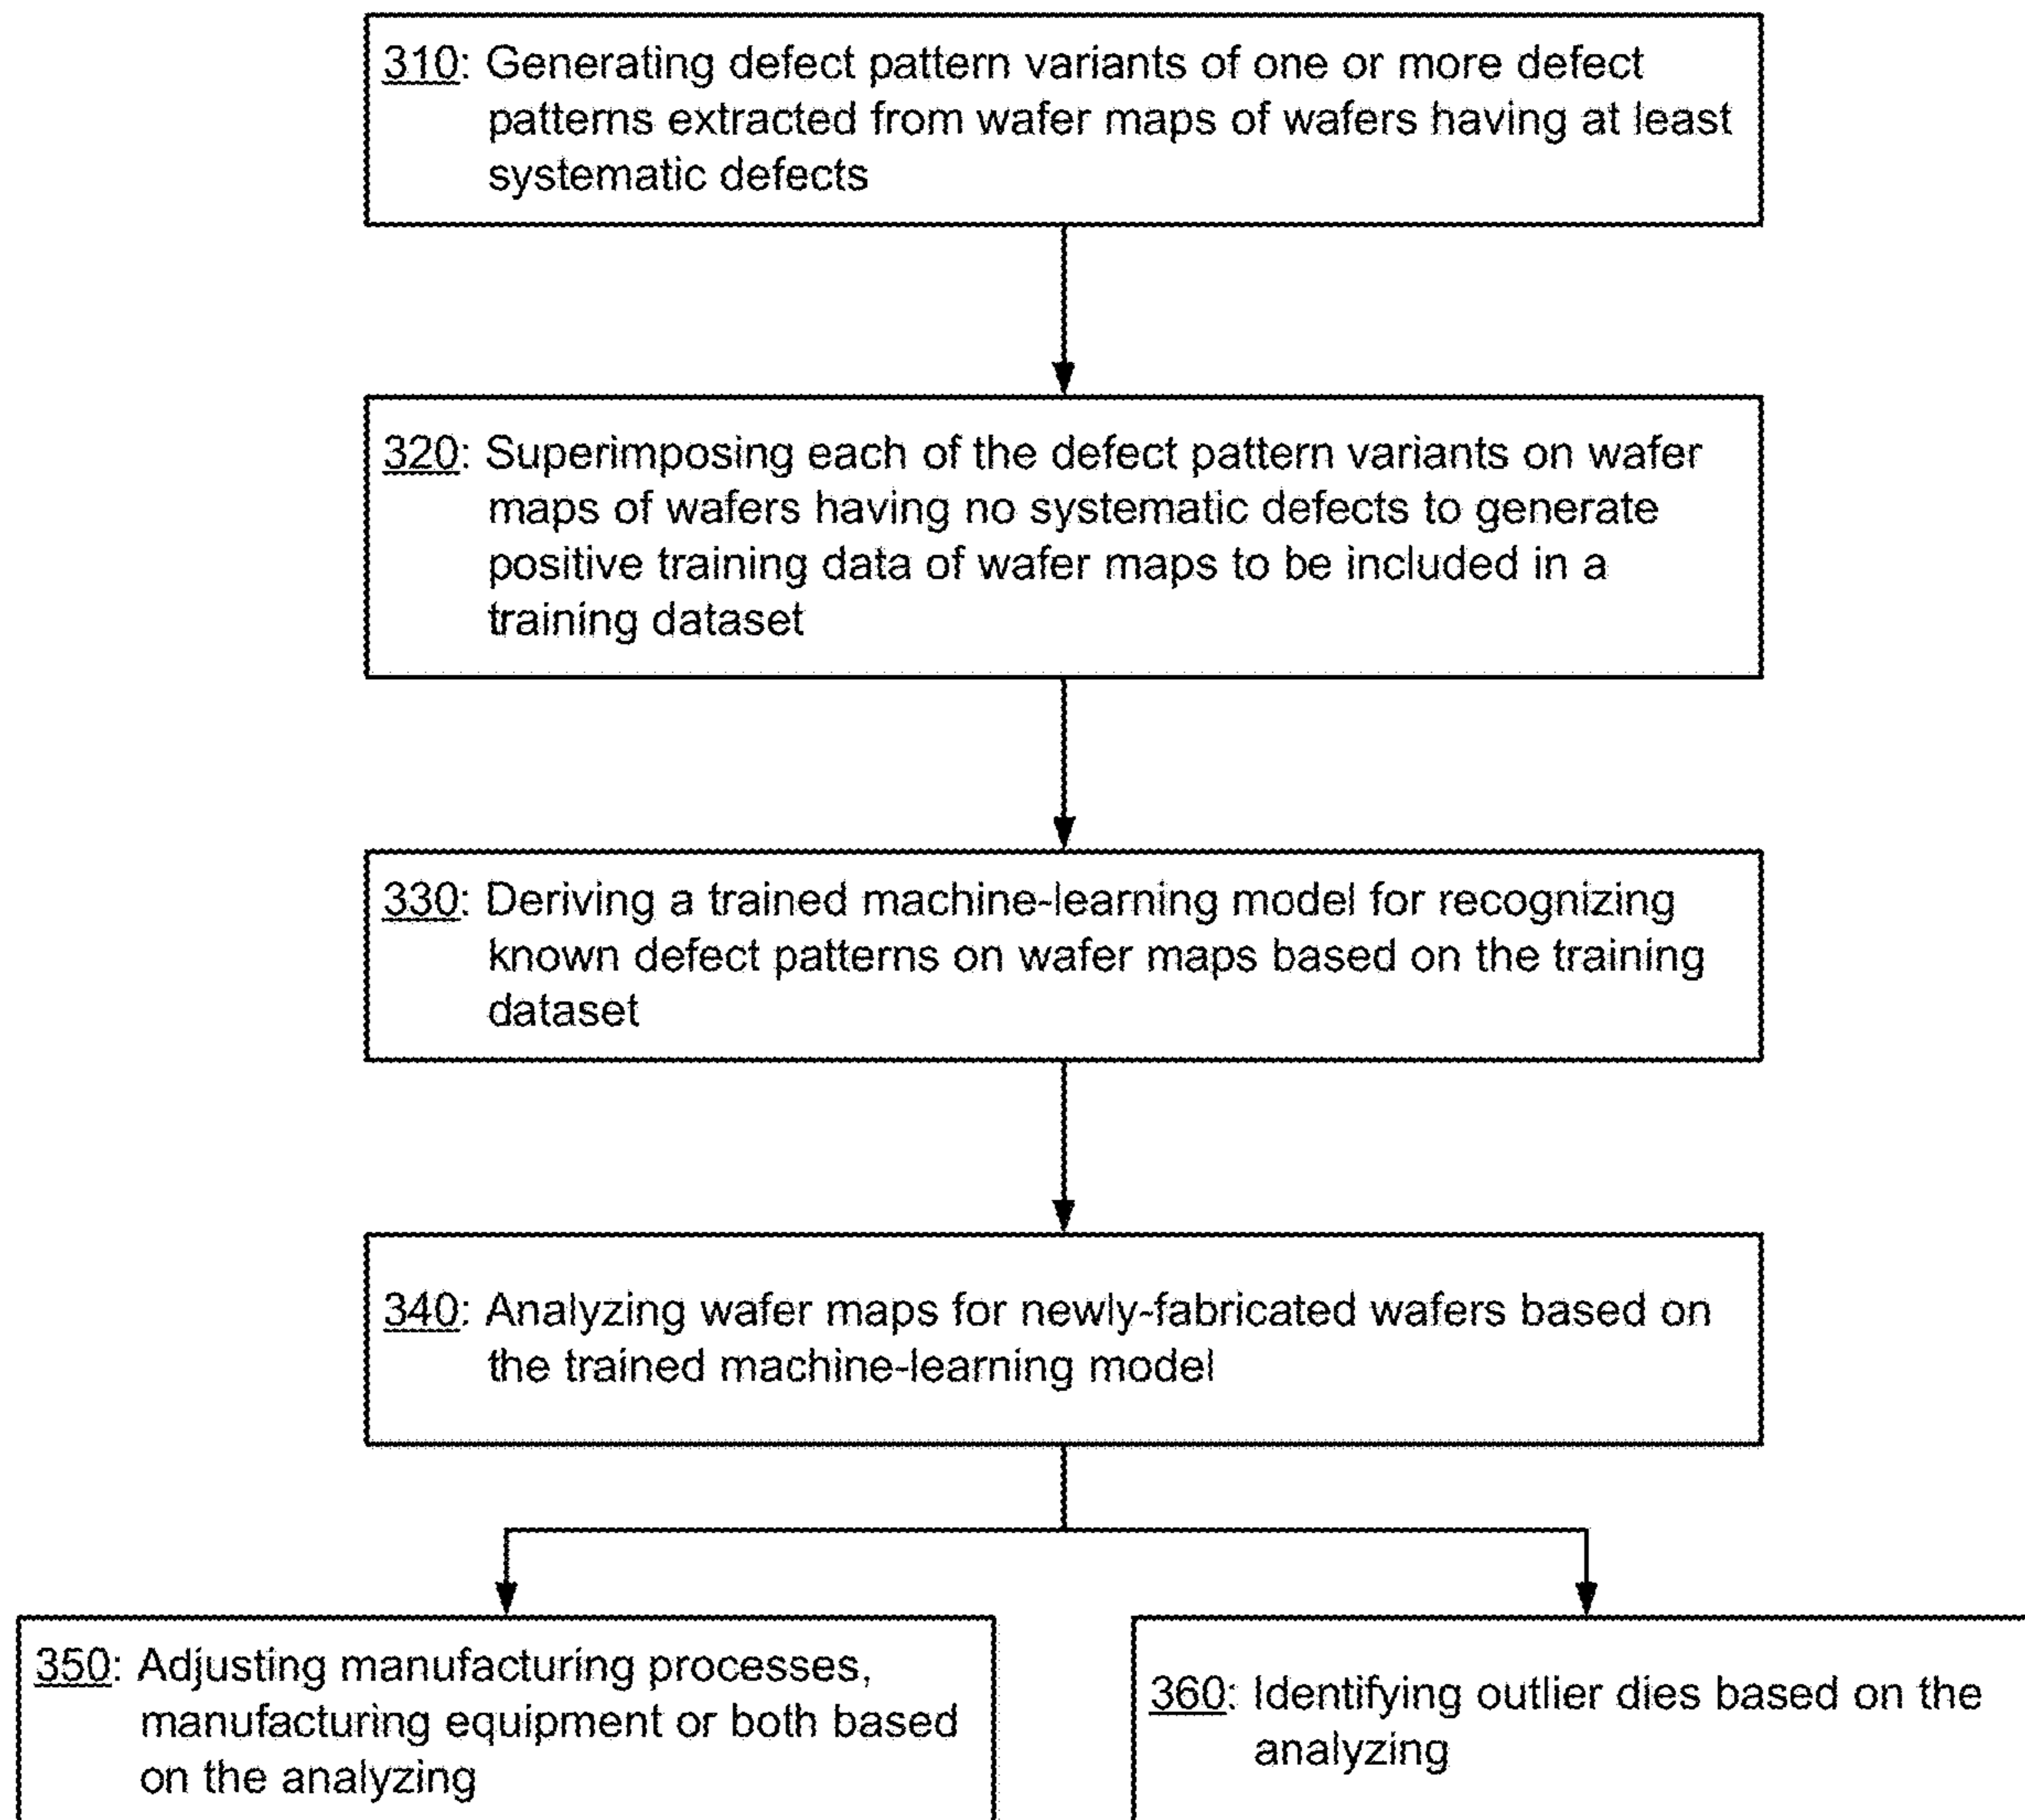 310: Generating defect pattern variants of one or more defect
patterns extracted from wafer maps of wafers having at least
systematic defects
320: Superimposing each of the defect pattern variants on wafer
maps of wafers having no systematic defects to generate
positive training data of wafer maps to be included in a
training dataset
330: Deriving a trained machine-learning model for recognizing
known defect patterns on wafer maps based on the training
dataset
340: Analyzing wafer maps for newly-fabricated wafers based on
the trained machine-learning model
350: Adjusting manufacturing processes,
manufacturing equipment or both based
on the analyzing
360: Identifying outlier dies based on the
analyzing